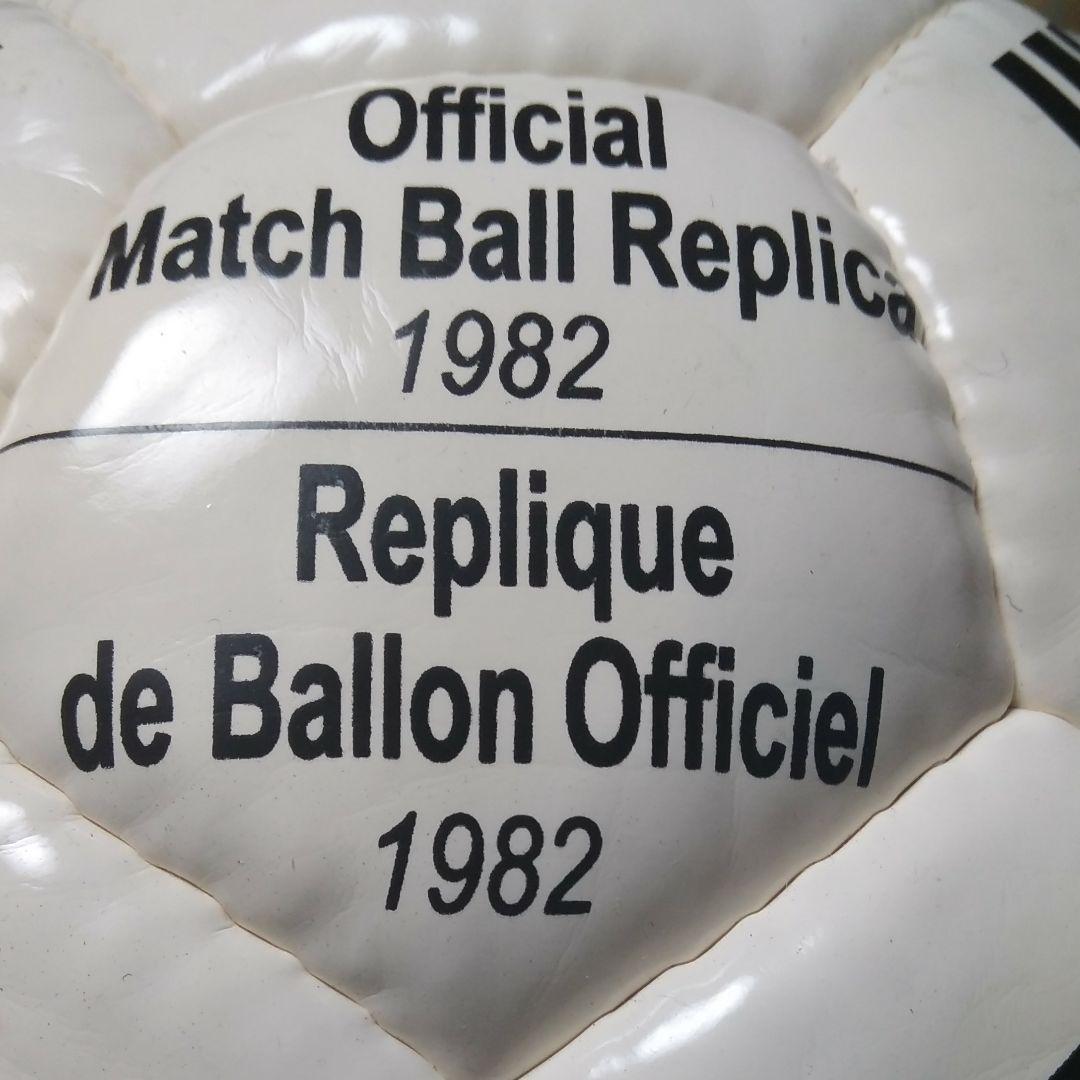 Official
Match Ball Replica
1982
Replique
de Ballon Officiel
1982